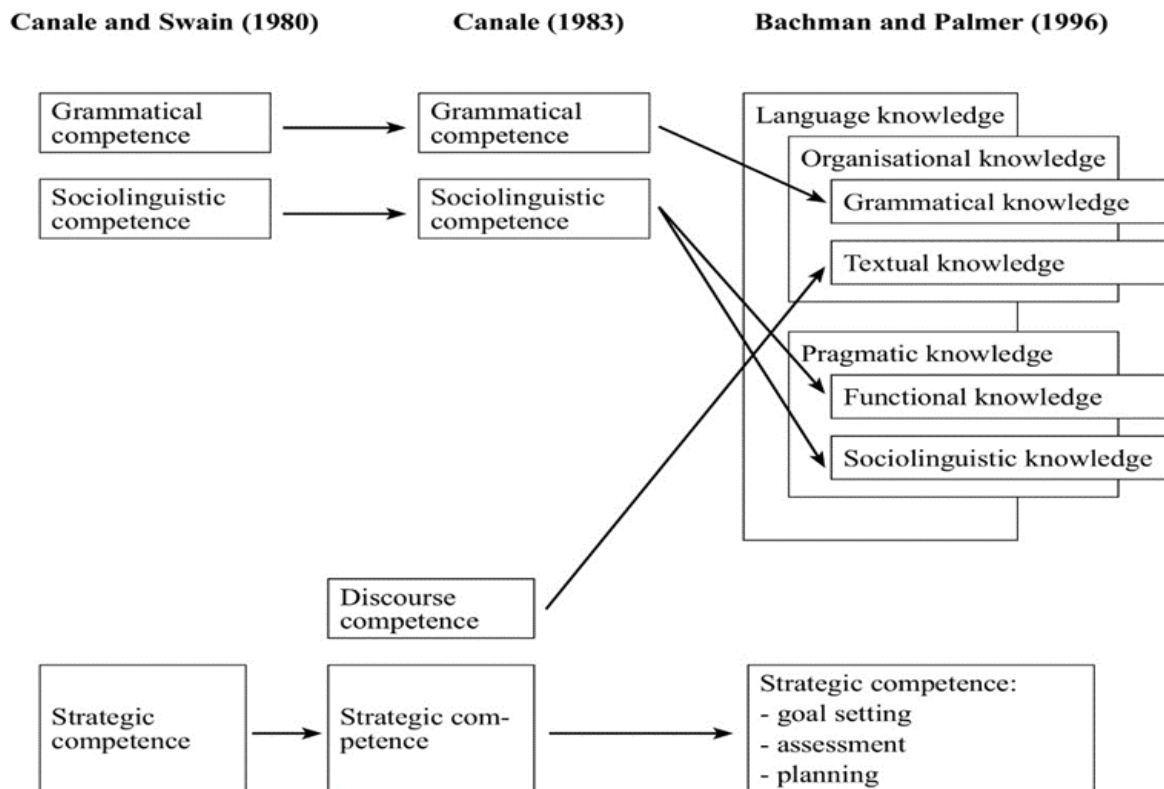 Canale and Swain (1980)
Canale (1983)
Bachman and Palmer (1996)
Grammatical
competence
Grammatical
competence
Language knowledge
Organisational knowledge
Grammatical knowledge
Sociolinguistic
competence
Sociolinguistic
competence
Textual knowledge
Pragmatic knowledge
Functional knowledge
Sociolinguistic knowledge
Discourse
competence
Strategic
competence
Strategic com-
petence
Strategic competence:
- goal setting
- assessment
- planning